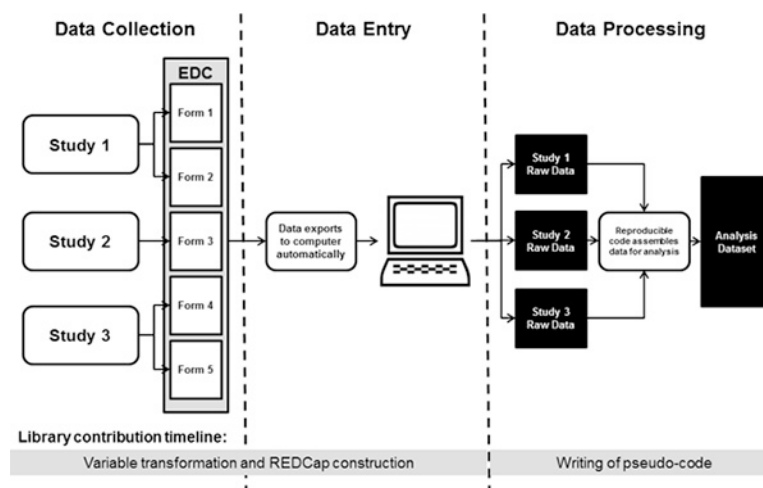 Data Collection
Data Entry
Data Processing
EDC
Form 1
Form 2
Form 3
Form 4
Form 5
Study 1
Study 2
Study 3
Data exports
to computer
automatically
Study 1
Raw Data
Study 2
Raw Data
Study 3
Raw Data
Reproducible
code assembles
data for analysis
Analysis
Dataset
Library contribution timeline:
Variable transformation and REDCap construction
Writing of pseudo-code